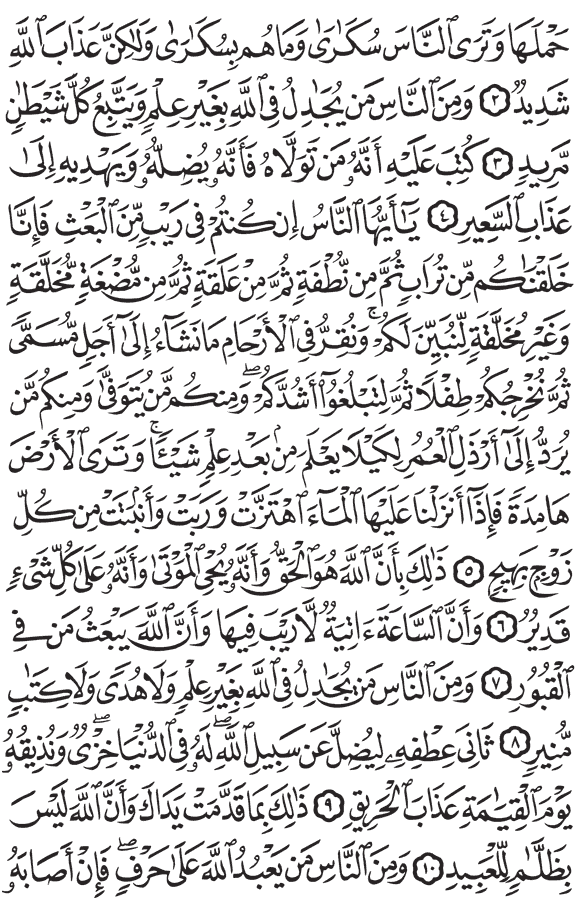 حَمْلَهَا وَتَرَى ٱلنَّاسَ سُكَٰرَىٰ وَمَا هُم بِسُكَٰرَىٰ وَلَٰكِنَّ عَذَابَ ٱللَّهِ
شَدِيدٌ ٢ وَمِنَ ٱلنَّاسِ مَن يُجَٰدِلُ فِى ٱللَّهِ بِغَيْرِ عِلْمٍ وَيَتَّبِعُ كُلَّ شَيْطَٰنٍ
مَّرِيدٍ ٣ كُتِبَ عَلَيْهِ أَنَّهُۥ مَن تَوَلَّاهُ فَأَنَّهُۥ يُضِلُّهُۥ وَيَهْدِيهِ إِلَىٰ
عَذَابِ ٱلسَّعِيرِ ٤ يَٰٓأَيُّهَا ٱلنَّاسُ إِن كُنتُمْ فِى رَيْبٍ مِّنَ ٱلْبَعْثِ فَإِنَّا
خَلَقْنَٰكُم مِّن تُرَابٍ ثُمَّ مِن نُّطْفَةٍ ثُمَّ مِنْ عَلَقَةٍ ثُمَّ مِن مُّضْغَةٍ مُّخَلَّقَةٍ
وَغَيْرِ مُخَلَّقَةٍ لِّنُبَيِّنَ لَكُمْ ۚ وَنُقِرُّ فِى ٱلْأَرْحَامِ مَا نَشَآءُ إِلَىٰٓ أَجَلٍ مُّسَمًّى
ثُمَّ نُخْرِجُكُمْ طِفْلًا ثُمَّ لِتَبْلُغُوٓا۟ أَشُدَّكُمْ ۖ وَمِنكُم مَّن يُتَوَفَّىٰ وَمِنكُم مَّن
يُرَدُّ إِلَىٰٓ أَرْذَلِ ٱلْعُمُرِ لِكَيْلَا يَعْلَمَ مِنۢ بَعْدِ عِلْمٍ شَيْـًٔا ۚ وَتَرَى ٱلْأَرْضَ
هَامِدَةً فَإِذَآ أَنزَلْنَا عَلَيْهَا ٱلْمَآءَ ٱهْتَزَّتْ وَرَبَتْ وَأَنۢبَتَتْ مِن كُلِّ
زَوْجٍۭ بَهِيجٍ ٥ ذَٰلِكَ بِأَنَّ ٱللَّهَ هُوَ ٱلْحَقُّ وَأَنَّهُۥ يُحْىِ ٱلْمَوْتَىٰ وَأَنَّهُۥ عَلَىٰ كُلِّ شَىْءٍ
قَدِيرٌ ٦ وَأَنَّ ٱلسَّاعَةَ ءَاتِيَةٌ لَّا رَيْبَ فِيهَا وَأَنَّ ٱللَّهَ يَبْعَثُ مَن فِى
ٱلْقُبُورِ ٧ وَمِنَ ٱلنَّاسِ مَن يُجَٰدِلُ فِى ٱللَّهِ بِغَيْرِ عِلْمٍ وَلَا هُدًى وَلَا كِتَٰبٍ
مُّنِيرٍ ٨ ثَانِىَ عِطْفِهِۦ لِيُضِلَّ عَن سَبِيلِ ٱللَّهِ ۖ لَهُۥ فِى ٱلدُّنْيَا خِزْىٌ ۖ وَنُذِيقُهُۥ
يَوْمَ ٱلْقِيَٰمَةِ عَذَابَ ٱلْحَرِيقِ ٩ ذَٰلِكَ بِمَا قَدَّمَتْ يَدَاكَ وَأَنَّ ٱللَّهَ لَيْسَ
بِظَلَّٰمٍ لِّلْعَبِيدِ ١٠ وَمِنَ ٱلنَّاسِ مَن يَعْبُدُ ٱللَّهَ عَلَىٰ حَرْفٍ ۖ فَإِنْ أَصَابَهُۥ